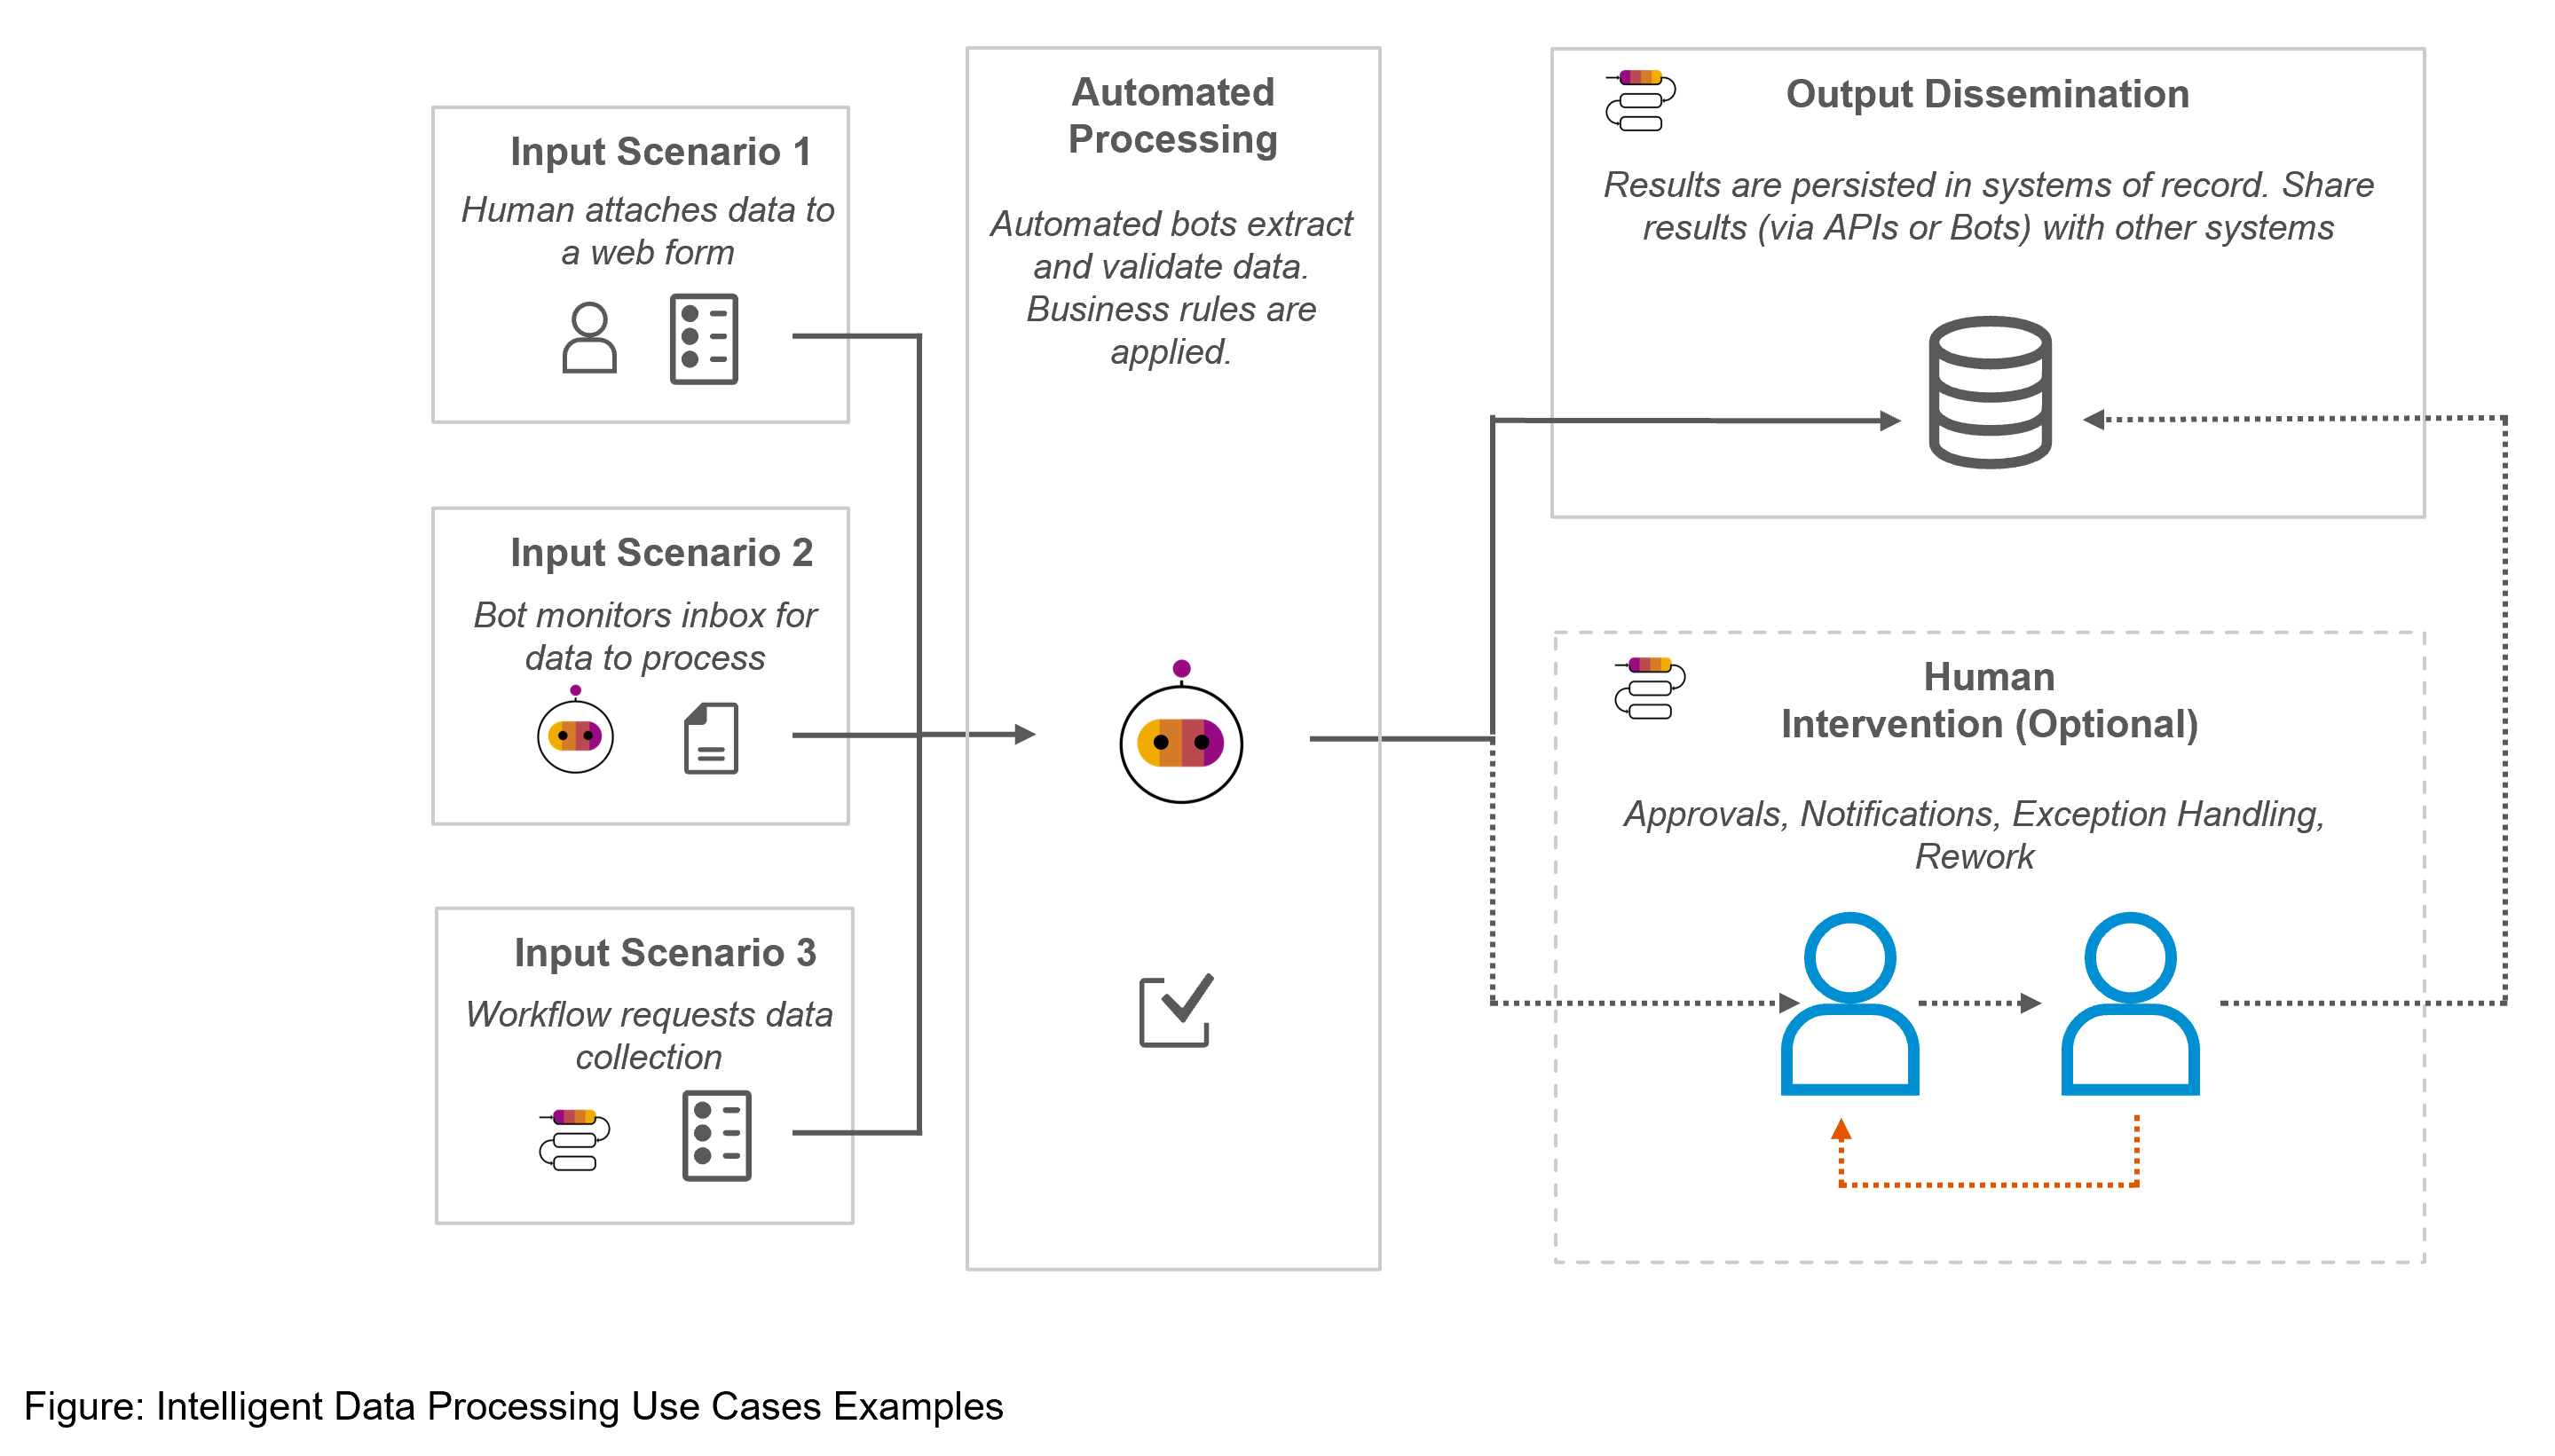 Input Scenario 1
Human attaches data to
a web form
Input Scenario 2
Bot monitors inbox for
data to process
Input Scenario 3
Workflow requests data
collection
Automated
Processing
Automated bots extract
and validate data.
Business rules are
applied.
Output Dissemination
Results are persisted in systems of record. Share
results (via APIs or Bots) with other systems
Human
Intervention (Optional)
Approvals, Notifications, Exception Handling,
Rework
Figure: Intelligent Data Processing Use Cases Examples